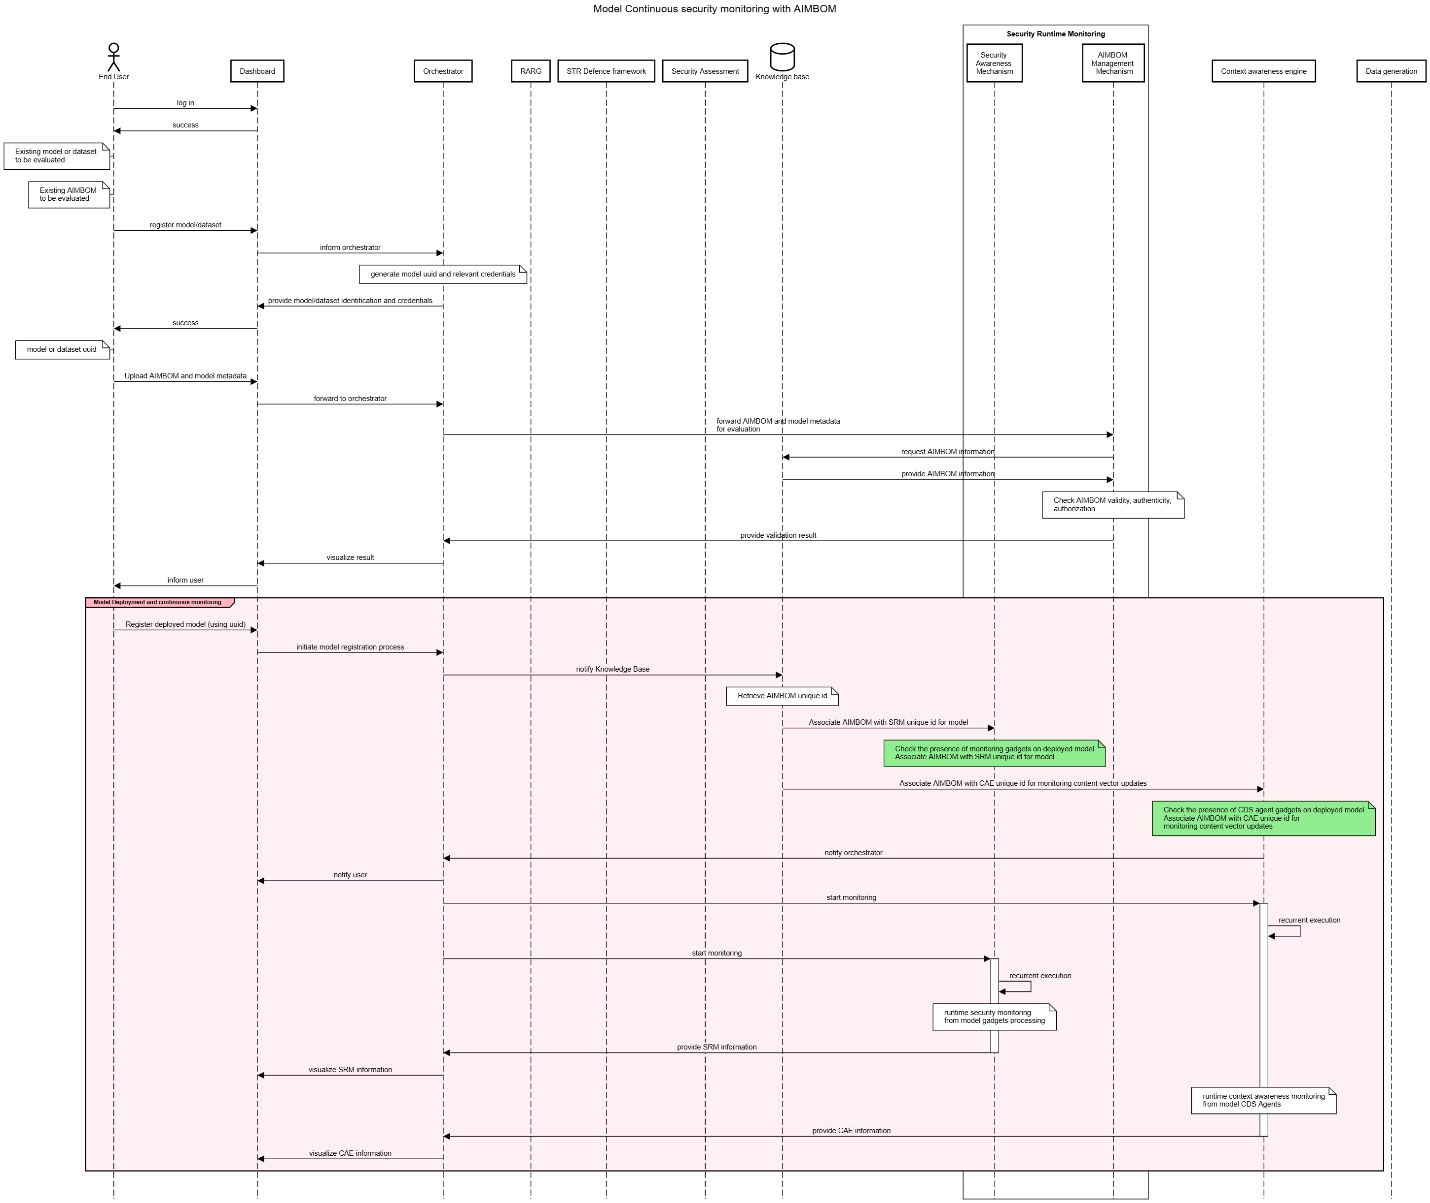 Model Continuous security monitoring with AIMBOM
Security Runtime Monitoring
End User
Dashboard
Orchestrator
RARG
STR Defence framework
Security Assessment
Knowledge base
Security
Awareness
Mechanism
AIMBOM
Management
Mechanism
Context awareness engine
Data generation
log in
success
Existing model or dataset
to be evaluated
Existing AIMBOM
to be evaluated
register model/dataset
inform orchestrator
generate model uuid and relevant credentials
provide model/dataset identification and credentials
success
model or dataset uuid
Upload AIMBOM and model metadata
forward to orchestrator
forward AIMBOM and model metadata
for evaluation
request AIMBOM information
provide AIMBOM information
Check AIMBOM validity, authenticity,
authorization
provide validation result
visualize result
inform user
Model Deployment and continuous monitoring
Register deployed model (using uuid)
initiate model registration process
notify Knowledge Base
Retrieve AIMBOM unique id
Associate AIMBOM with SRM unique id for model
Check the presence of monitoring gadgets on deployed model
Associate AIMBOM with SRM unique id for model
Associate AIMBOM with CAE unique id for monitoring content vector updates
Check the presence of CDS agent gadgets on deployed model
Associate AIMBOM with CAE unique id for
monitoring content vector updates
notify orchestrator
notify user
start monitoring
recurrent execution
start monitoring
recurrent execution
runtime security monitoring
from model gadgets processing
provide SRM information
visualize SRM information
runtime context awareness monitoring
from model CDS Agents
provide CAE information
visualize CAE information